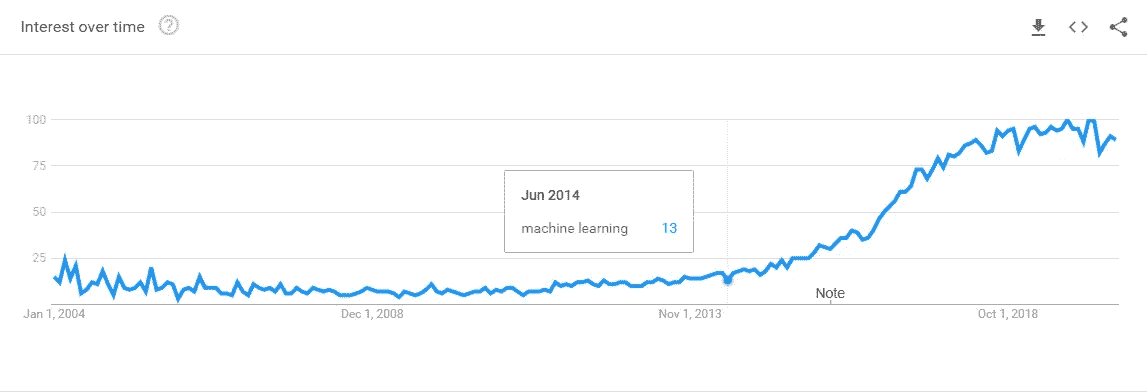 Interest over time
100
75
50
25
Jun 2014
machine learning 13
Note
Jan 1, 2004
Dec 1, 2008
Nov 1, 2013
Oct 1, 2018